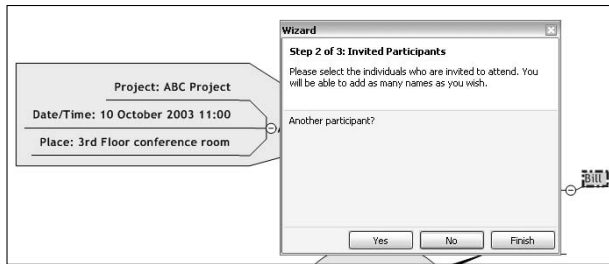 Wizard
Step 2 of 3: Invited Participants
Please select the individuals who are invited to attend. You
will be able to add as many names as you wish.
Another participant?
Yes No Finish
Project: ABC Project
Date/Time: 10 October 2003 11:00
Place: 3rd Floor conference room
Bill